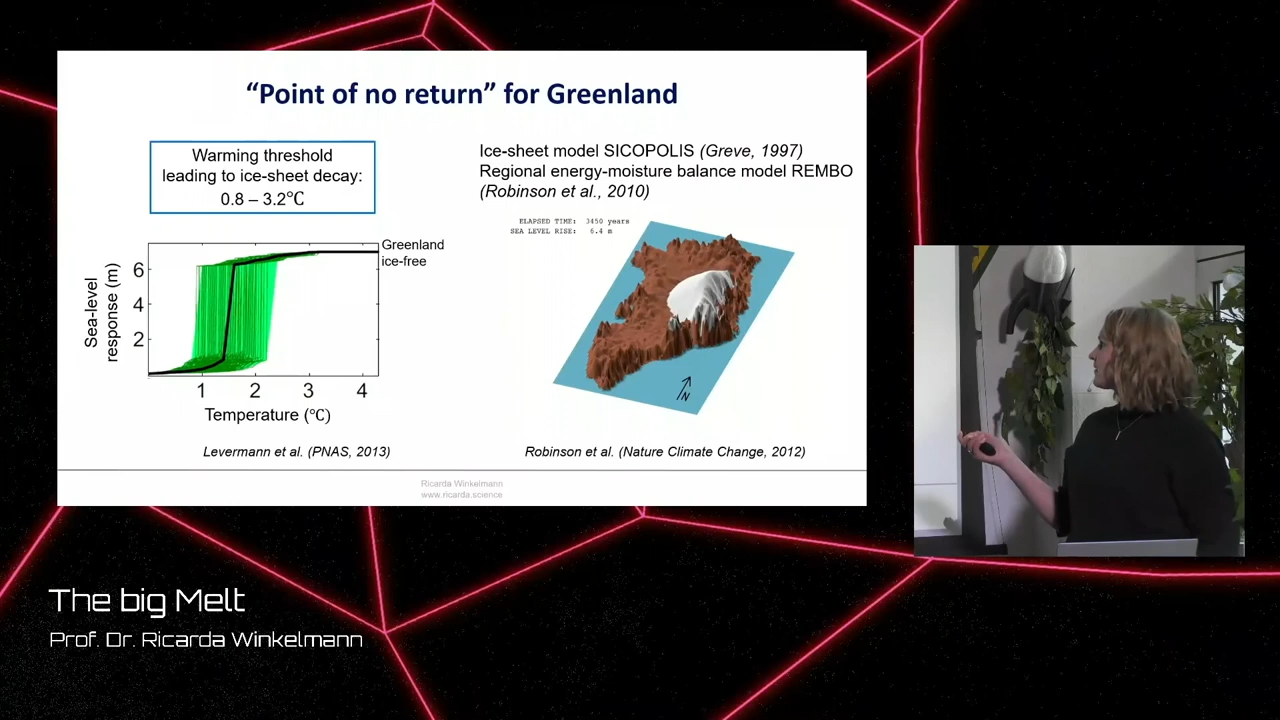 “Point of no return” for Greenland
Warming threshold
leading to ice-sheet decay:
0.8 – 3.2℃
Ice-sheet model SICOPOLIS (Greve, 1997)
Regional energy-moisture balance model REMBO
(Robinson et al., 2010)
ELAPSED TIME: 3450 years
SEA LEVEL RISE: 6.4 m
Greenland
ice-free
Sea-level
response (m)
6
4
2
1 2 3 4
Temperature (℃)
N
Levermann et al. (PNAS, 2013)
Robinson et al. (Nature Climate Change, 2012)
Ricarda Winkelmann
www.ricarda.science
The big Melt
Prof. Dr. Ricarda Winkelmann